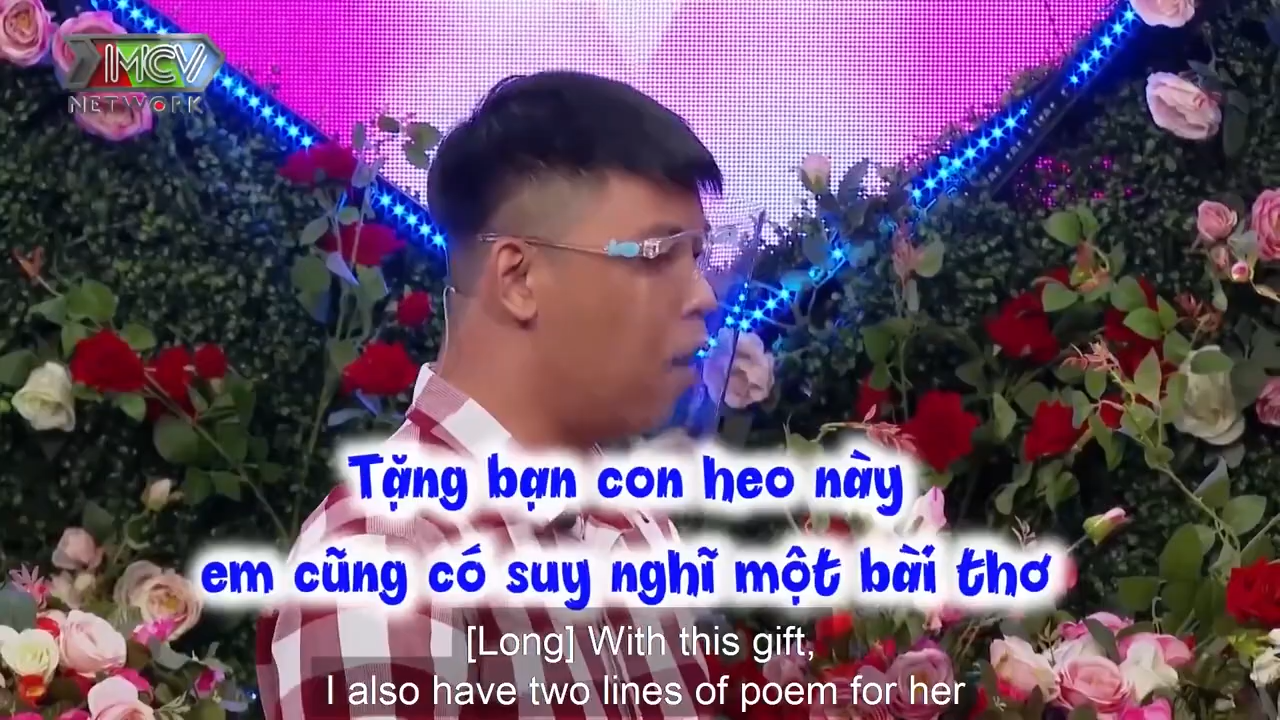 MCV
NETWORK
Tặng bạn con heo này
em cũng có suy nghĩ một bài thơ
[Long] With this gift,
I also have two lines of poem for her